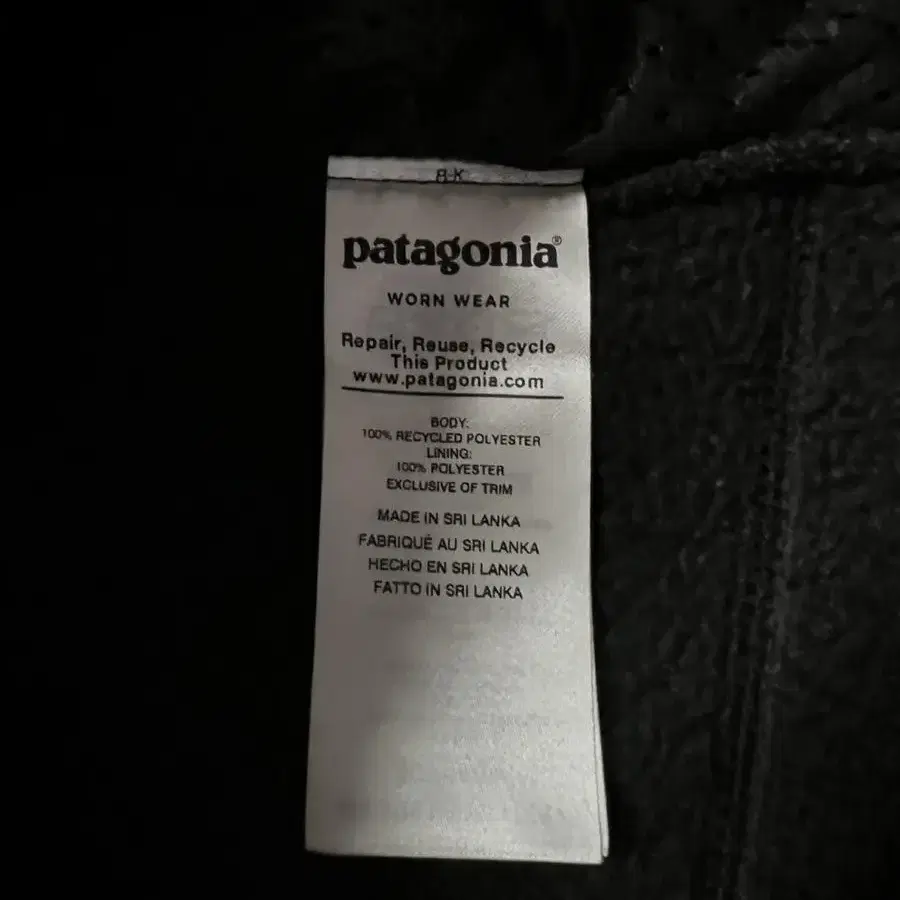 8-K
patagonia®
WORN WEAR
Repair, Reuse, Recycle
This Product
www.patagonia.com
BODY:
100% RECYCLED POLYESTER
LINING:
100% POLYESTER
EXCLUSIVE OF TRIM
MADE IN SRI LANKA
FABRIQUÉ AU SRI LANKA
HECHO EN SRI LANKA
FATTO IN SRI LANKA